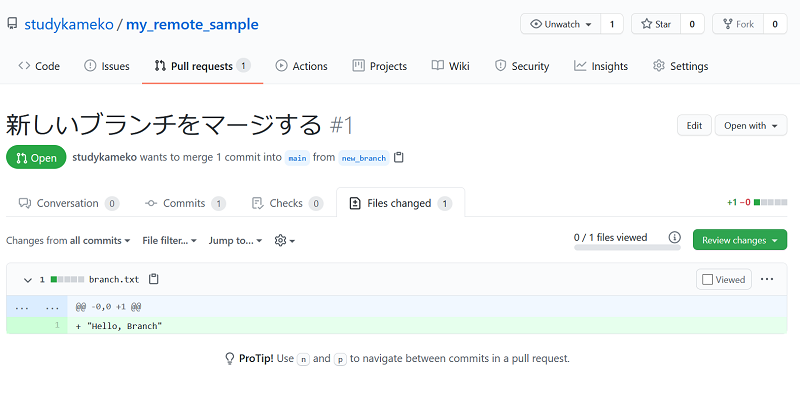 studykameko / my_remote_sample
Unwatch 1 Star 0 Fork 0
Code Issues Pull requests 1 Actions Projects Wiki Security Insights Settings
新しいブランチをマージする #1
Edit Open with
Open studykameko wants to merge 1 commit into main from new_branch
Conversation 0 Commits 1 Checks 0 Files changed 1 +1 −0
Changes from all commits File filter... Jump to... 0 / 1 files viewed Review changes
1 branch.txt Viewed ...
... ... @@ -0,0 +1 @@
1 + "Hello, Branch"
ProTip! Use n and p to navigate between commits in a pull request.